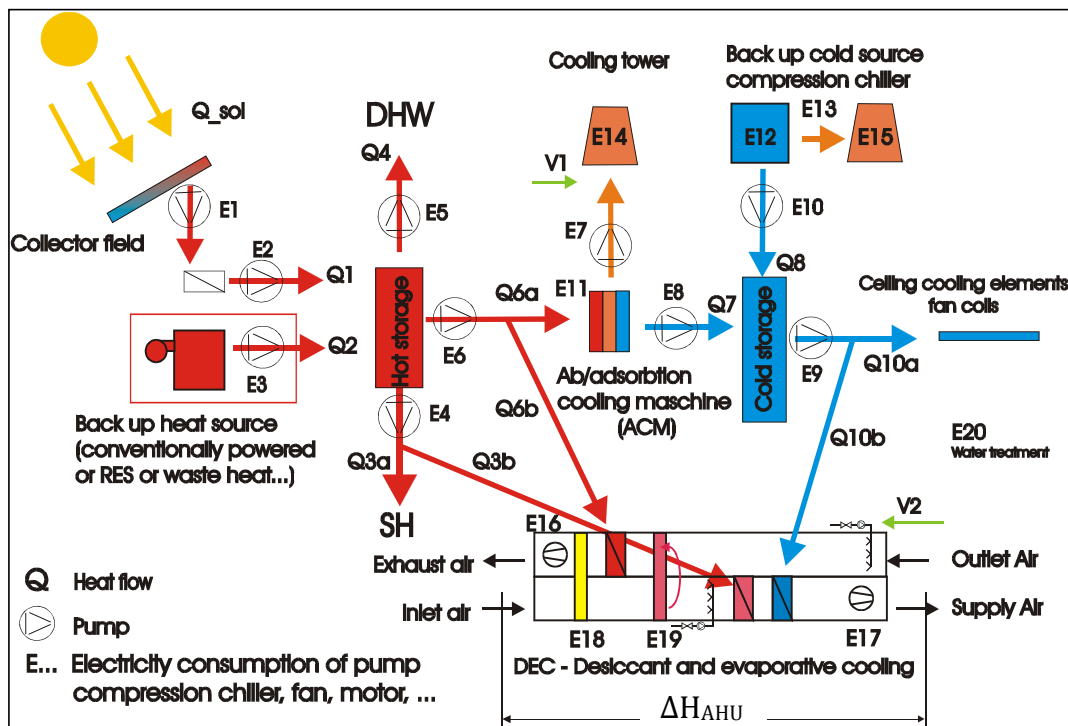 Q_sol
Collector field
E1
E2
Q1
E3
Q2
Back up heat source
(conventionally powered
or RES or waste heat...)
DHW
Q4
E5
Hot storage
E6
E4
Q3a
SH
Q3b
Q6a
Q6b
Cooling tower
E14
V1
E7
E11
E8
Q7
Ab/adsorbtion
cooling maschine
(ACM)
Back up cold source
compression chiller
E12
E13
E15
E10
Q8
Cold storage
E9
Q10a
Q10b
Ceiling cooling elements
fan coils
E20
Water treatment
V2
E16
Exhaust air
Outlet Air
Inlet air
Supply Air
E18
E19
E17
DEC - Desiccant and evaporative cooling
ΔHAHU
Q Heat flow
Pump
E... Electricity consumption of pump
compression chiller, fan, motor, ...